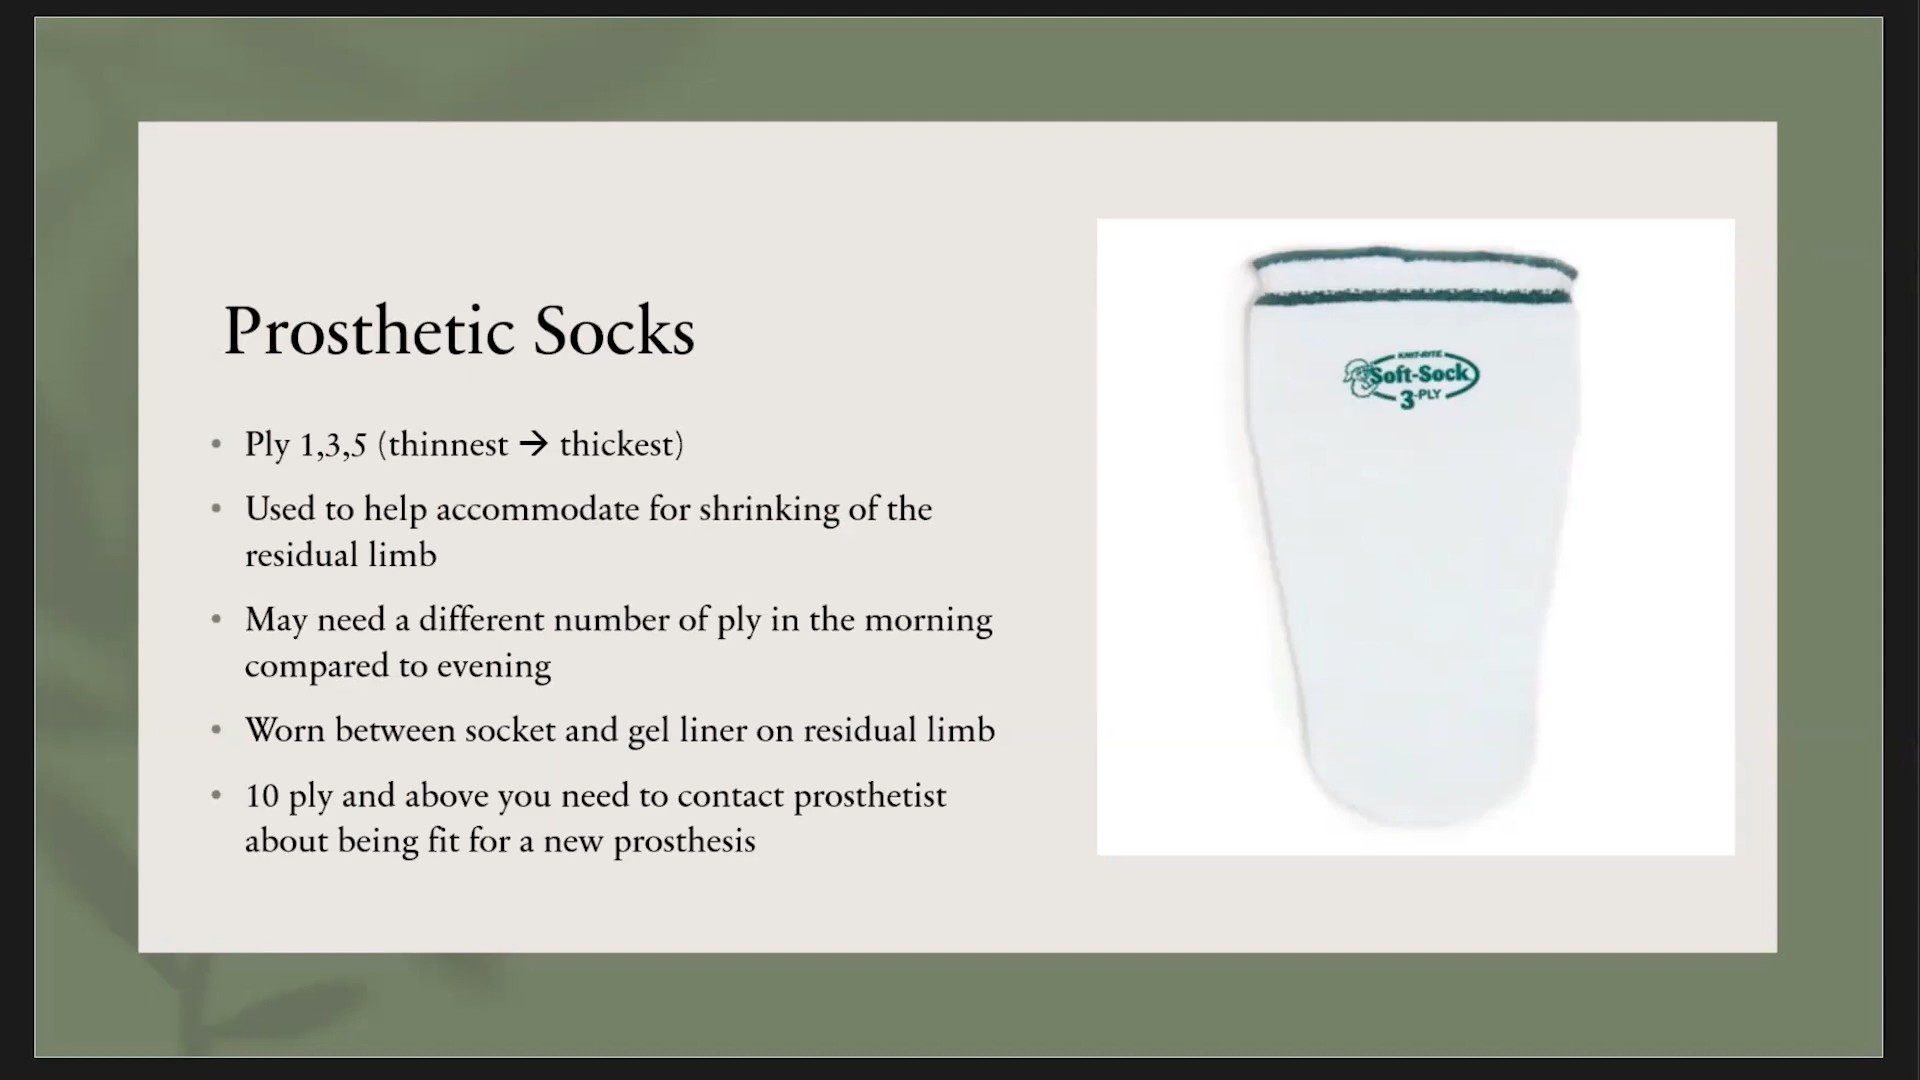 Prosthetic Socks
• Ply 1,3,5 (thinnest → thickest)
• Used to help accommodate for shrinking of the
residual limb
• May need a different number of ply in the morning
compared to evening
• Worn between socket and gel liner on residual limb
• 10 ply and above you need to contact prosthetist
about being fit for a new prosthesis
KNIT-RITE
Soft-Sock
3-PLY